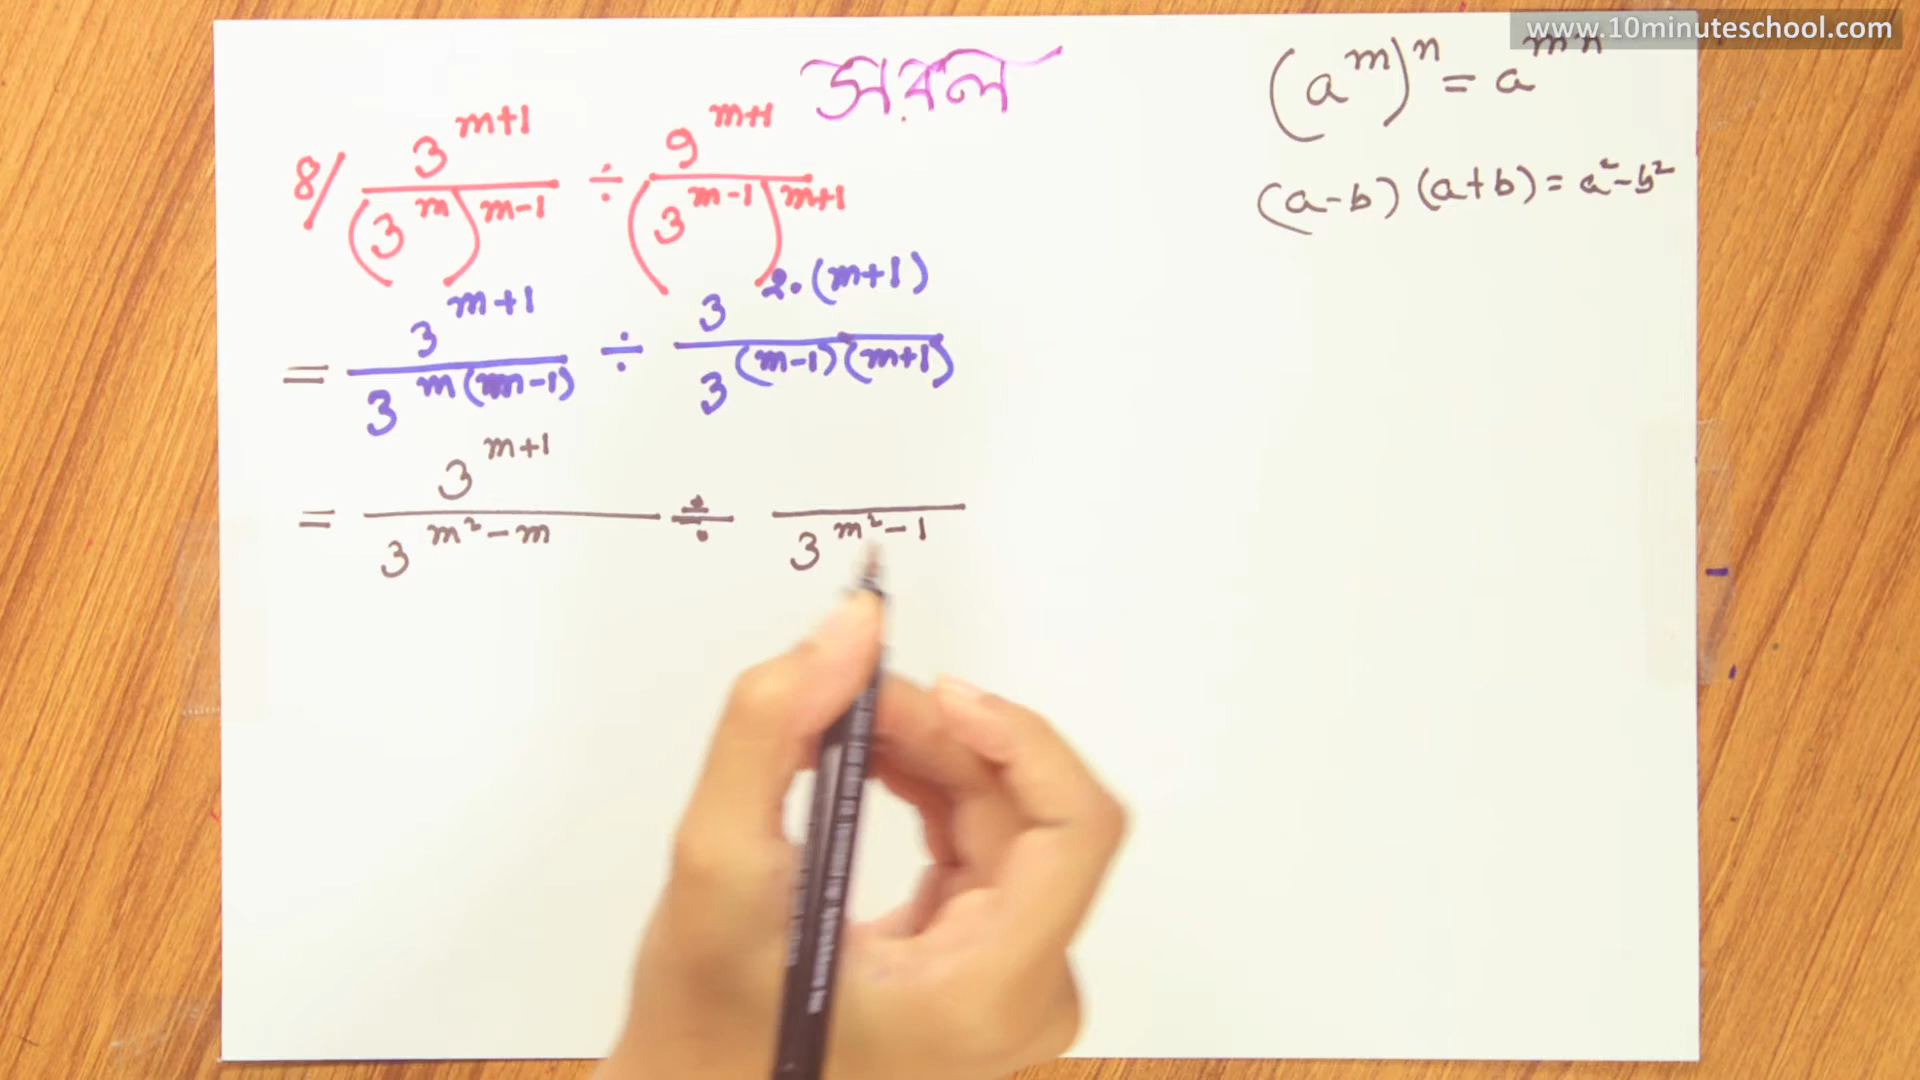 www.10minuteschool.com
সরল
(a^m)^n = a^{mn}
(a-b) (a+b) = a²-b²
8/ 3^{m+1} / (3^m)^{m-1} ÷ 9^{m+1} / (3^{m-1})^{m+1}
= 3^{m+1} / 3^{m(m-1)} ÷ 3^{2·(m+1)} / 3^{(m-1)(m+1)}
= 3^{m+1} / 3^{m²-m} ÷ / 3^{m²-1}